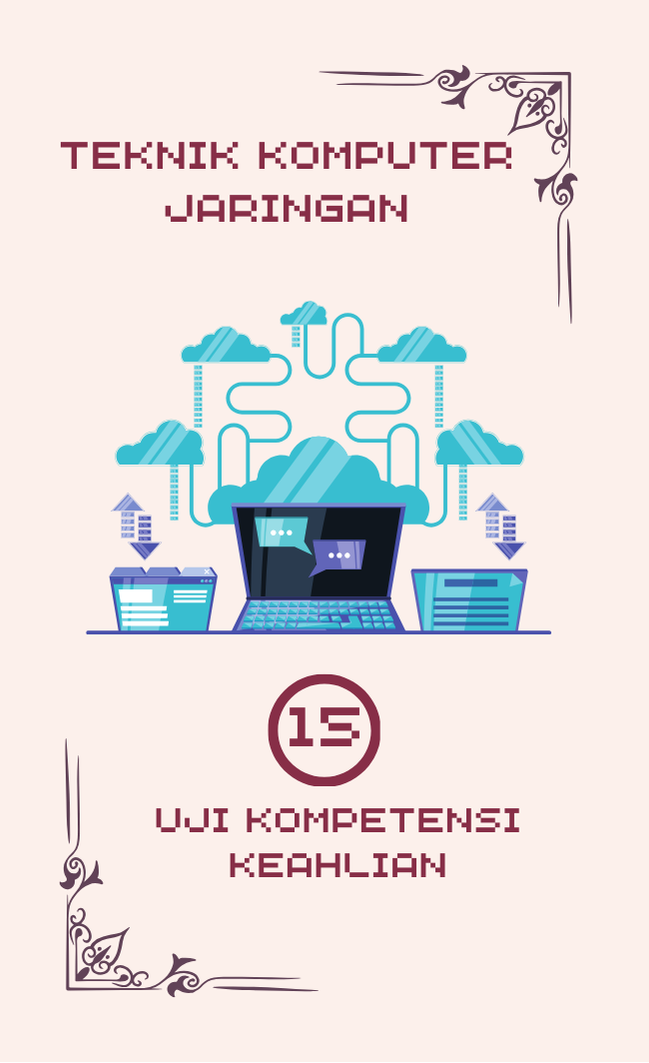 TEKNIK KOMPUTER
JARINGAN
15
UJI KOMPETENSI
KEAHLIAN